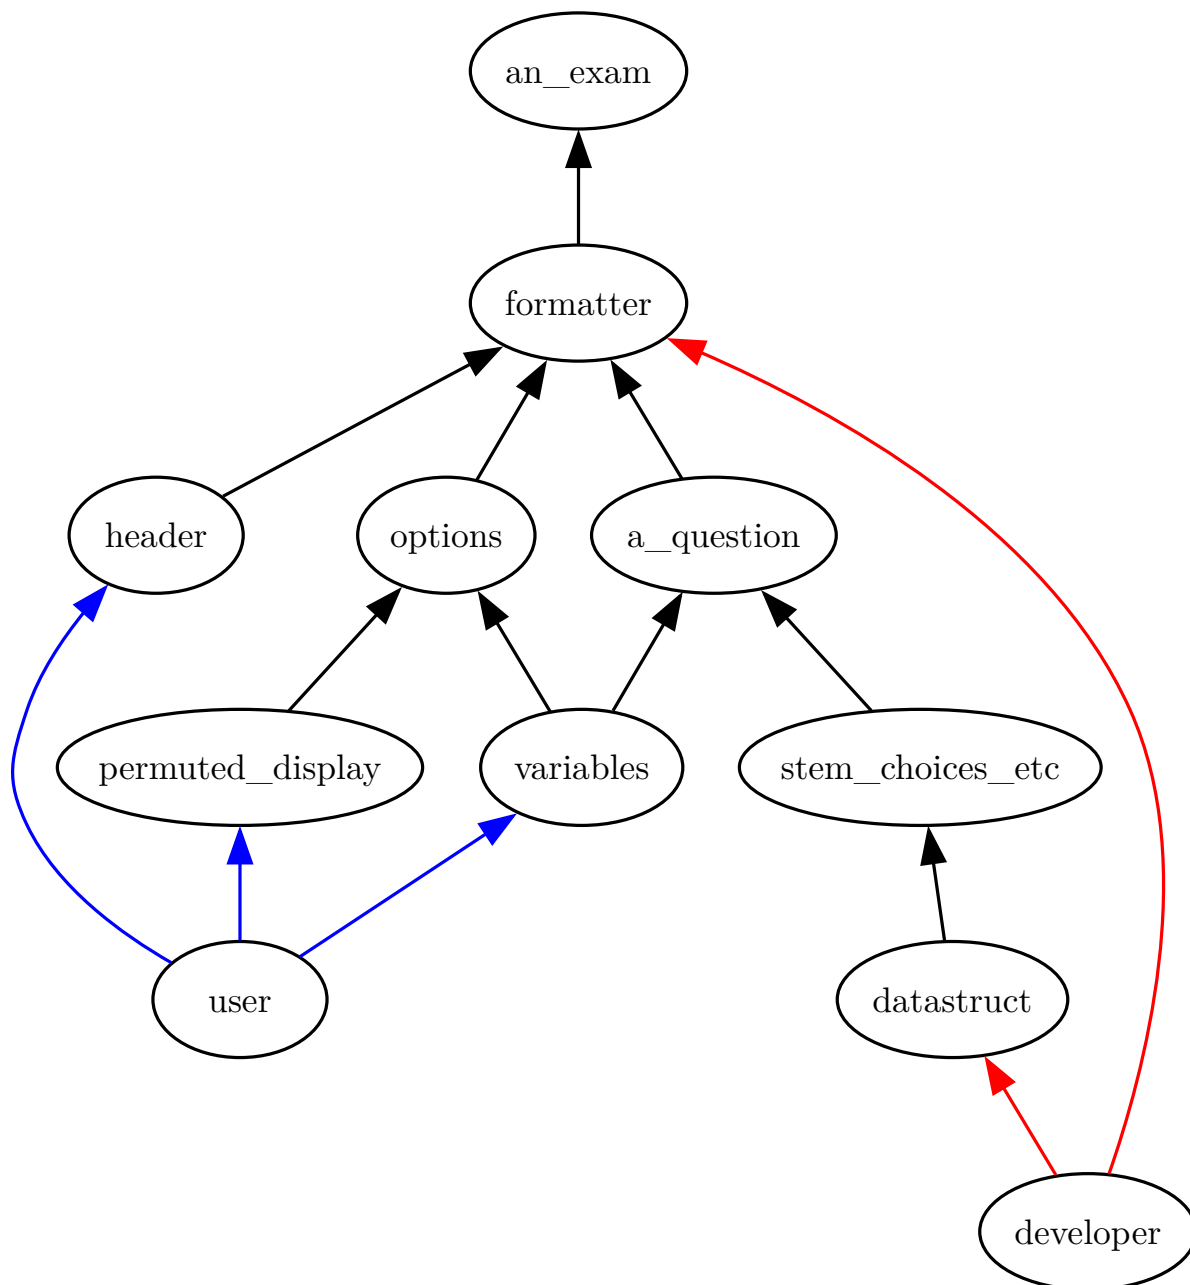 an_exam
formatter
header
options
a_question
permuted_display
variables
stem_choices_etc
user
datastruct
developer